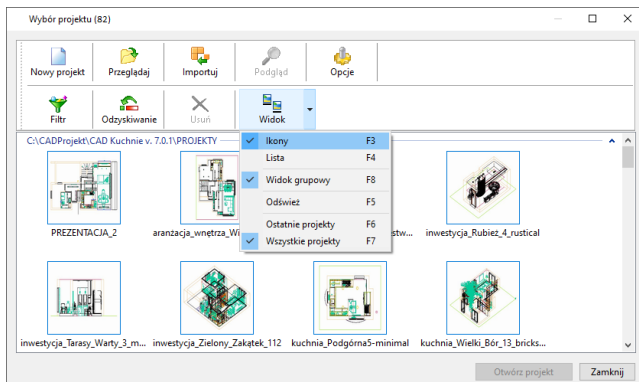 Wybór projektu (82)
Nowy projekt Przeglądaj Importuj Podgląd Opcje
Filtr Odzyskiwanie Usuń Widok
C:\CADProjekt\CAD Kuchnie v. 7.0.1\PROJEKTY
Ikony F3
Lista F4
Widok grupowy F8
Odśwież F5
Ostatnie projekty F6
Wszystkie projekty F7
PREZENTACJA_2 aranżacja_wnętrza_Wi stw... inwestycja_Rubież_4_rustical
inwestycja_Tarasy_Warty_3_m... inwestycja_Zielony_Zakątek_112 kuchnia_Podgórna5-minimal kuchnia_Wielki_Bór_13_bricks...
Otwórz projekt Zamknij